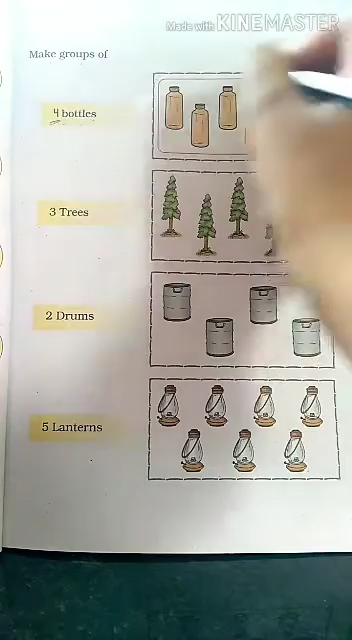 Made with KINEMASTER
Make groups of
4 bottles
3 Trees
2 Drums
5 Lanterns